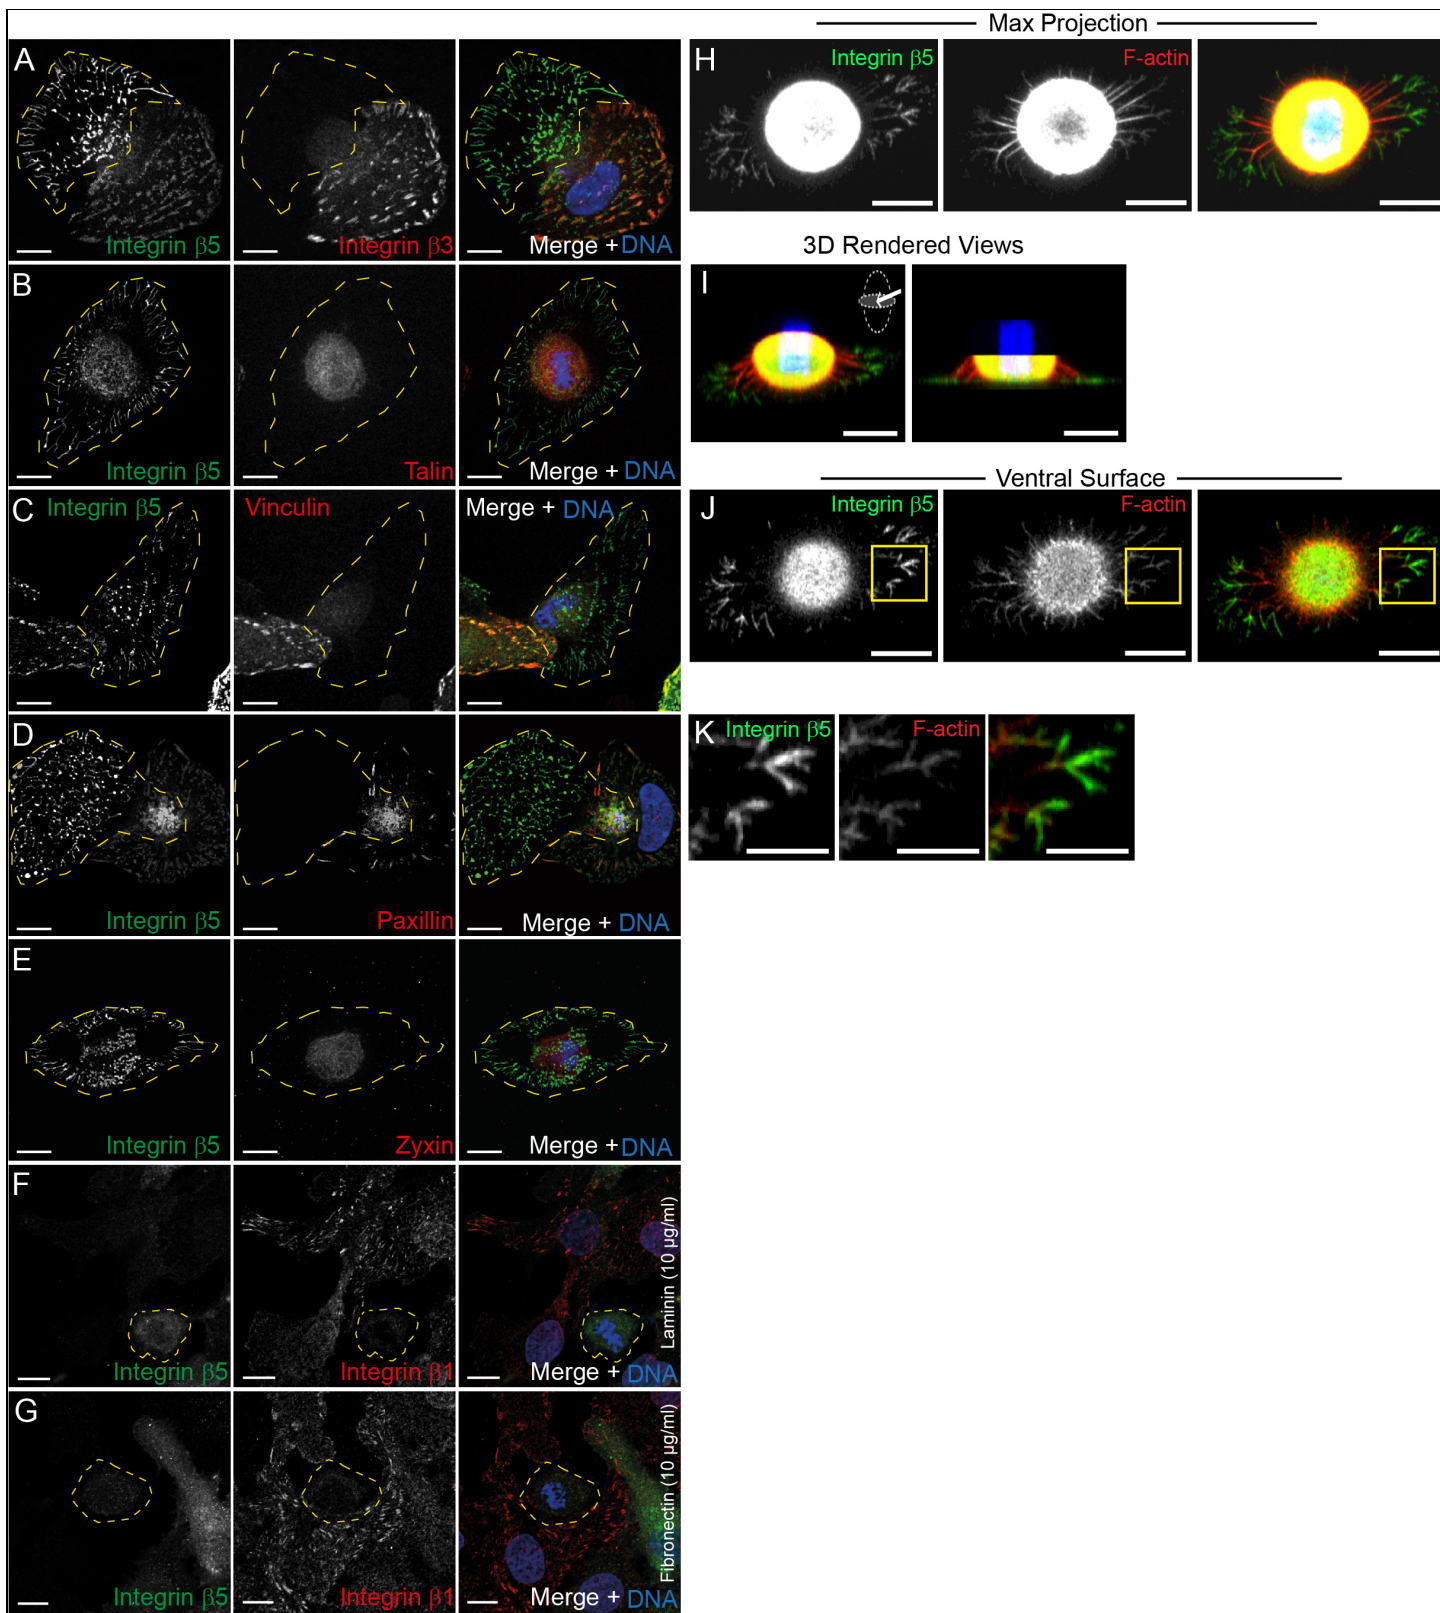 A
Integrin β5
Integrin β3
Merge + DNA
B
Integrin β5
Talin
Merge + DNA
C
Integrin β5
Vinculin
Merge + DNA
D
Integrin β5
Paxillin
Merge + DNA
E
Integrin β5
Zyxin
Merge + DNA
F
Integrin β5
Integrin β1
Merge + DNA
Laminin (10 µg/ml)
G
Integrin β5
Integrin β1
Merge + DNA
Fibronectin (10 µg/ml)
Max Projection
H
Integrin β5
F-actin
3D Rendered Views
I
Ventral Surface
J
Integrin β5
F-actin
K
Integrin β5
F-actin